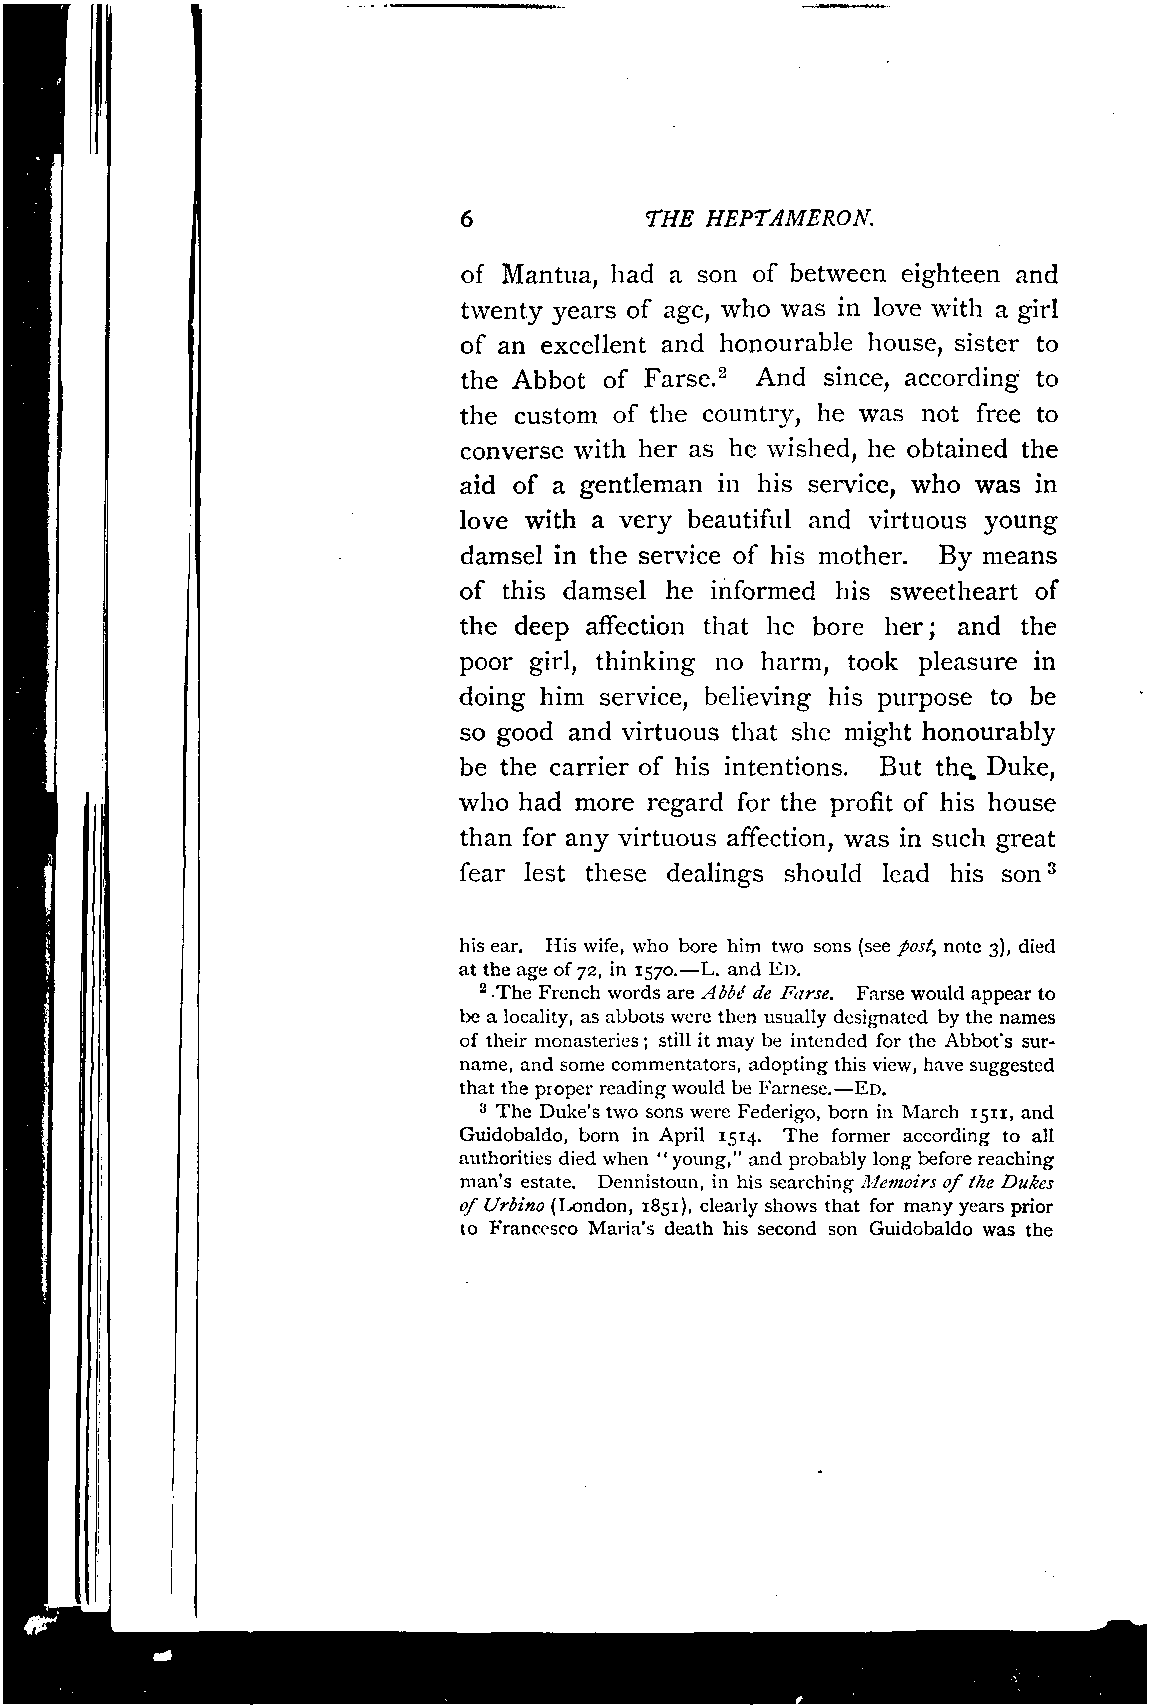 6 THE HEPTAMERON.
of Mantua, had a son of between eighteen and
twenty years of age, who was in love with a girl
of an excellent and honourable house, sister to
the Abbot of Farse.² And since, according to
the custom of the country, he was not free to
converse with her as he wished, he obtained the
aid of a gentleman in his service, who was in
love with a very beautiful and virtuous young
damsel in the service of his mother. By means
of this damsel he informed his sweetheart of
the deep affection that he bore her; and the
poor girl, thinking no harm, took pleasure in
doing him service, believing his purpose to be
so good and virtuous that she might honourably
be the carrier of his intentions. But the Duke,
who had more regard for the profit of his house
than for any virtuous affection, was in such great
fear lest these dealings should lead his son³
his ear. His wife, who bore him two sons (see post, note 3), died
at the age of 72, in 1570.—L. and ED.
² The French words are Abbé de Farse. Farse would appear to
be a locality, as abbots were then usually designated by the names
of their monasteries; still it may be intended for the Abbot's sur-
name, and some commentators, adopting this view, have suggested
that the proper reading would be Farnese.—ED.
³ The Duke's two sons were Federigo, born in March 1511, and
Guidobaldo, born in April 1514. The former according to all
authorities died when "young," and probably long before reaching
man's estate. Dennistoun, in his searching Memoirs of the Dukes
of Urbino (London, 1851), clearly shows that for many years prior
to Francesco Maria's death his second son Guidobaldo was the